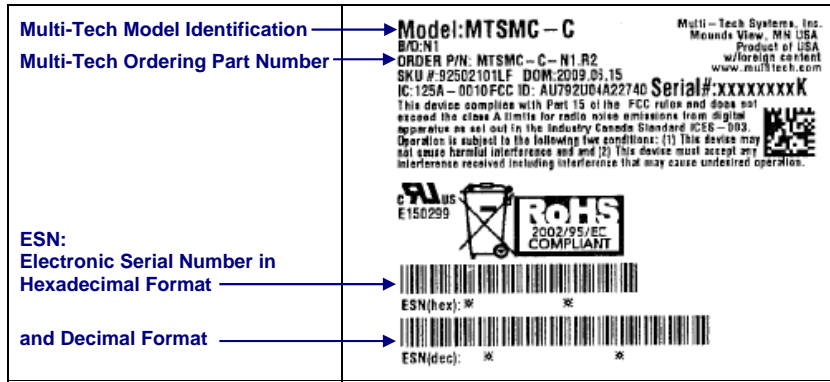 Multi-Tech Model Identification
Multi-Tech Ordering Part Number
ESN:
Electronic Serial Number in
Hexadecimal Format
and Decimal Format
Model:MTSMC-C
B/O:N1
ORDER P/N: MTSMC-C-N1.R2
SKU #:92502101LF DOM:2009.06.15
IC:125A-0010FCC ID: AU792U04A22740 Serial#:xxxxxxxxK
Multi-Tech Systems, Inc.
Mounds View, MN USA
Product of USA
w/foreign content
www.multitech.com
This device complies with Part 15 of the FCC rules and does not
exceed the class A limits for radio noise emissions from digital
apparatus as set out in the Industry Canada Standard ICES-003.
Operation is subject to the following two conditions: (1) This device may
not cause harmful interference and and (2) This device must accept any
interference received including interference that may cause undesired operation.
c RU us
E150299
RoHS
2002/95/EC
COMPLIANT
ESN(hex): * *
ESN(dec): * *